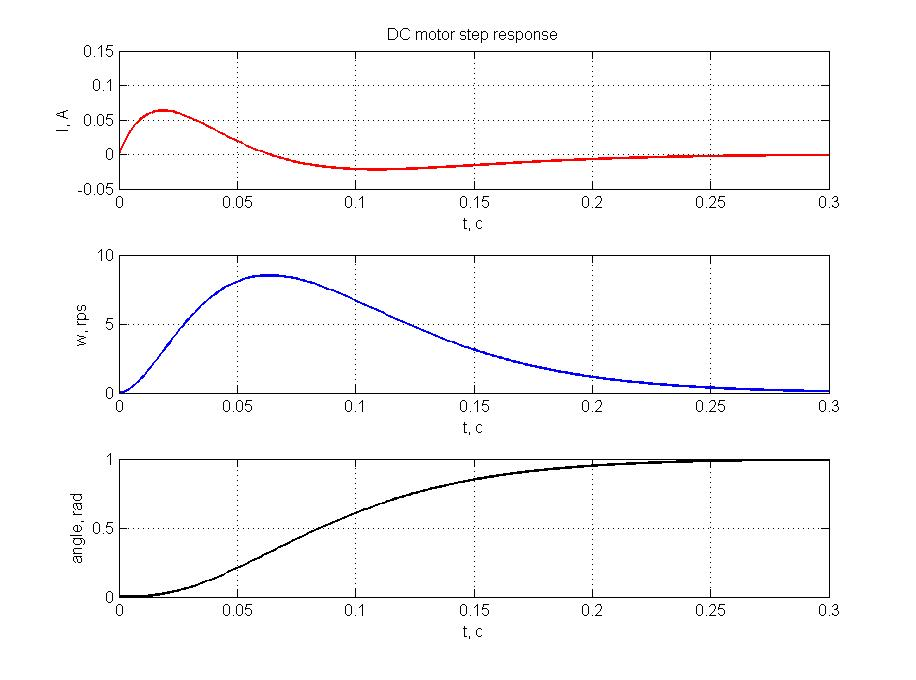 DC motor step response
0.15
0.1
0.05
0
-0.05
I, A
0 0.05 0.1 0.15 0.2 0.25 0.3
t, c
10
5
0
w, rps
0 0.05 0.1 0.15 0.2 0.25 0.3
t, c
1
0.5
0
angle, rad
0 0.05 0.1 0.15 0.2 0.25 0.3
t, c